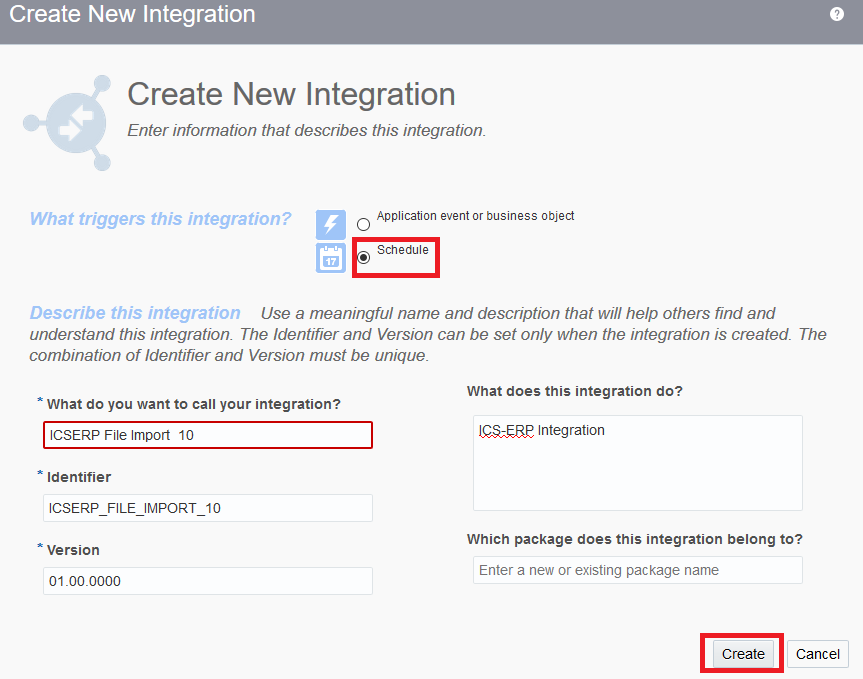 Create New Integration
?
Create New Integration
Enter information that describes this integration.
What triggers this integration?
Application event or business object
17
Schedule
Describe this integration Use a meaningful name and description that will help others find and
understand this integration. The Identifier and Version can be set only when the integration is created. The
combination of Identifier and Version must be unique.
* What do you want to call your integration?
ICSERP File Import 10
* Identifier
ICSERP_FILE_IMPORT_10
* Version
01.00.0000
What does this integration do?
ICS-ERP Integration
Which package does this integration belong to?
Enter a new or existing package name
Create
Cancel